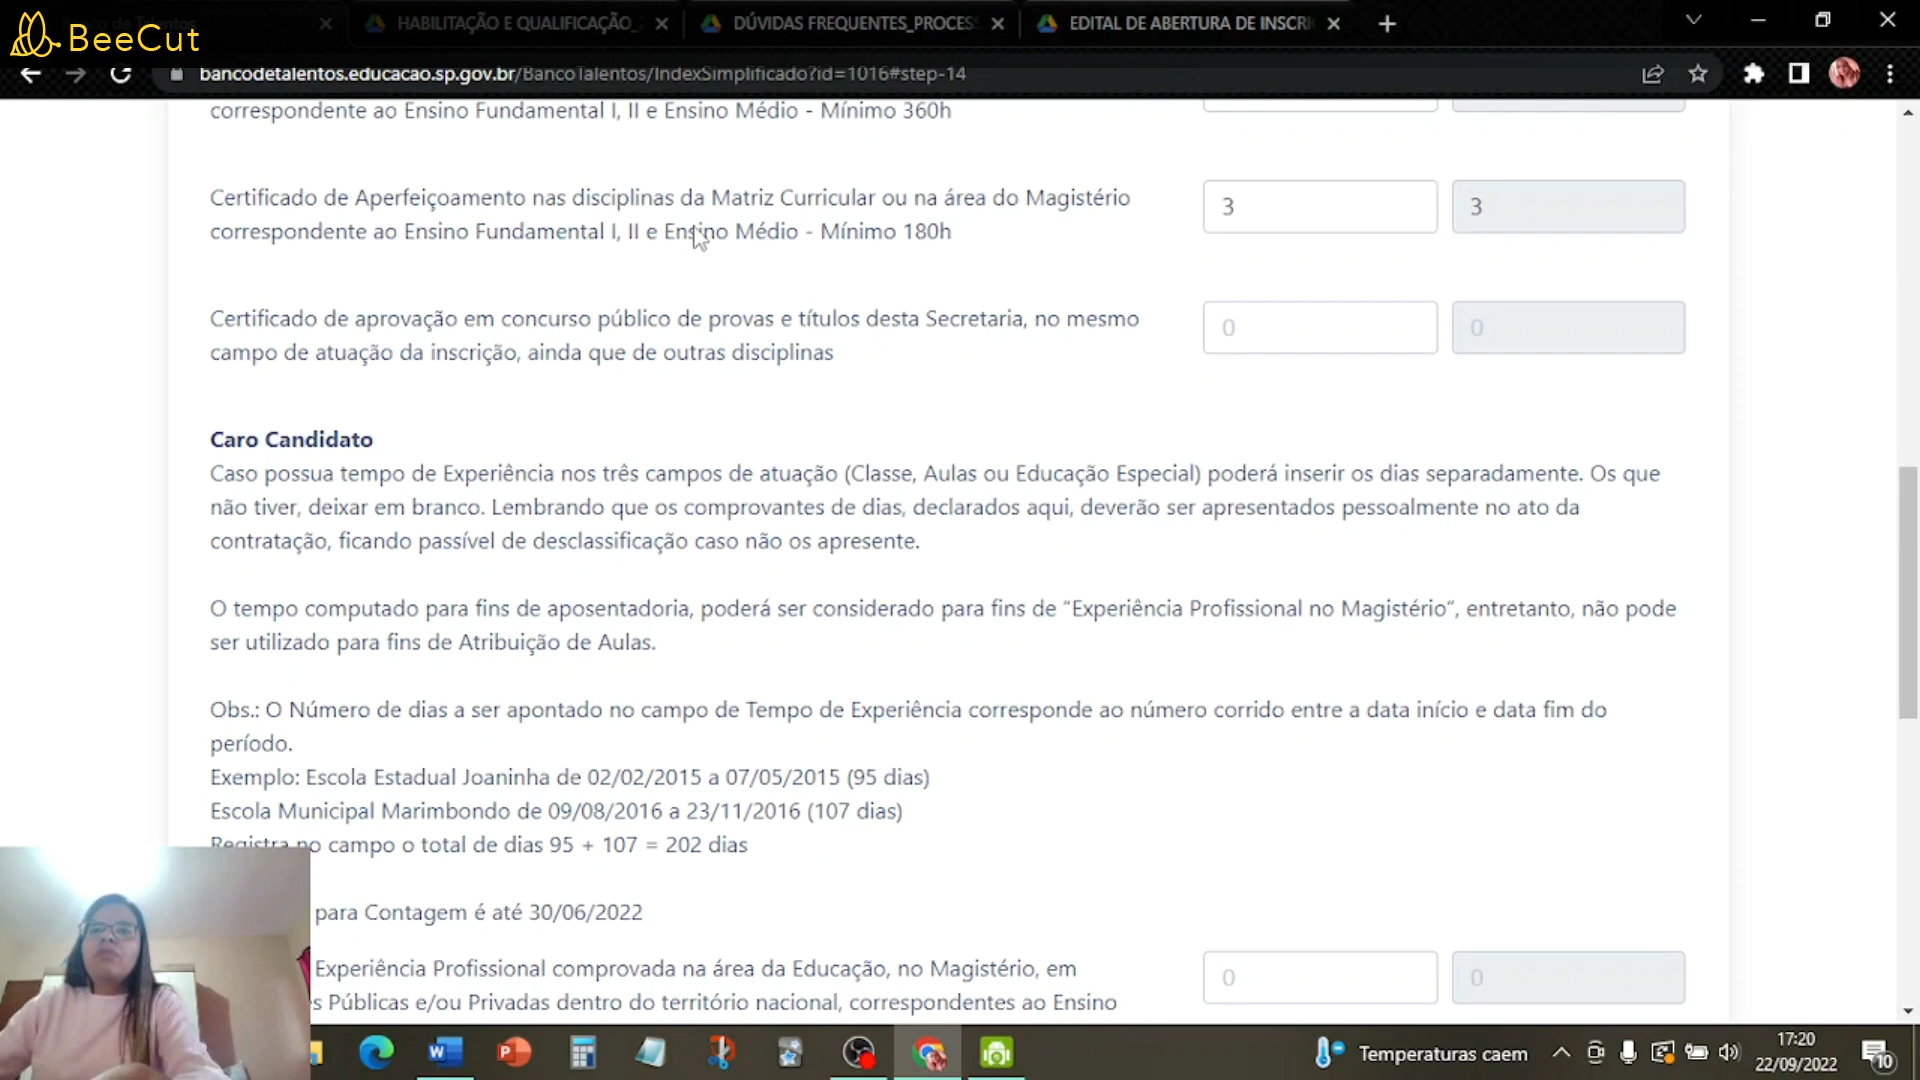 BeeCut
de Talentos
HABILITAÇÃO E QUALIFICAÇÃO_
DÚVIDAS FREQUENTES_PROCES
EDITAL DE ABERTURA DE INSCRI
bancodetalentos.educacao.sp.gov.br/BancoTalentos/IndexSimplificado?id=1016#step-14
correspondente ao Ensino Fundamental I, II e Ensino Médio - Mínimo 360h
Certificado de Aperfeiçoamento nas disciplinas da Matriz Curricular ou na área do Magistério
correspondente ao Ensino Fundamental I, II e Ensino Médio - Mínimo 180h
3
3
Certificado de aprovação em concurso público de provas e títulos desta Secretaria, no mesmo
campo de atuação da inscrição, ainda que de outras disciplinas
0
0
Caro Candidato
Caso possua tempo de Experiência nos três campos de atuação (Classe, Aulas ou Educação Especial) poderá inserir os dias separadamente. Os que
não tiver, deixar em branco. Lembrando que os comprovantes de dias, declarados aqui, deverão ser apresentados pessoalmente no ato da
contratação, ficando passível de desclassificação caso não os apresente.
O tempo computado para fins de aposentadoria, poderá ser considerado para fins de “Experiência Profissional no Magistério“, entretanto, não pode
ser utilizado para fins de Atribuição de Aulas.
Obs.: O Número de dias a ser apontado no campo de Tempo de Experiência corresponde ao número corrido entre a data início e data fim do
período.
Exemplo: Escola Estadual Joaninha de 02/02/2015 a 07/05/2015 (95 dias)
Escola Municipal Marimbondo de 09/08/2016 a 23/11/2016 (107 dias)
Registra no campo o total de dias 95 + 107 = 202 dias
para Contagem é até 30/06/2022
Experiência Profissional comprovada na área da Educação, no Magistério, em
s Públicas e/ou Privadas dentro do território nacional, correspondentes ao Ensino
0
0
Temperaturas caem
17:20
22/09/2022
10